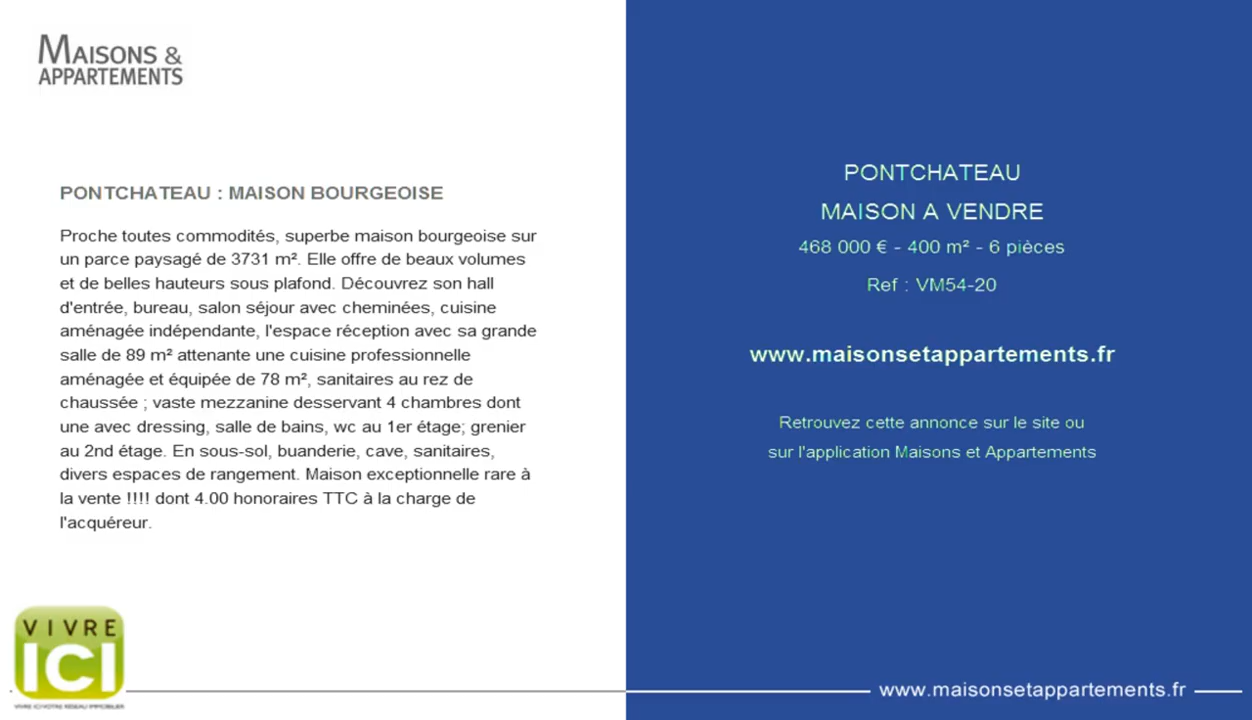 MAISONS &
APPARTEMENTS
PONTCHATEAU : MAISON BOURGEOISE
Proche toutes commodités, superbe maison bourgeoise sur
un parce paysagé de 3731 m². Elle offre de beaux volumes
et de belles hauteurs sous plafond. Découvrez son hall
d'entrée, bureau, salon séjour avec cheminées, cuisine
aménagée indépendante, l'espace réception avec sa grande
salle de 89 m² attenante une cuisine professionnelle
aménagée et équipée de 78 m², sanitaires au rez de
chaussée ; vaste mezzanine desservant 4 chambres dont
une avec dressing, salle de bains, wc au 1er étage; grenier
au 2nd étage. En sous-sol, buanderie, cave, sanitaires,
divers espaces de rangement. Maison exceptionnelle rare à
la vente !!!! dont 4.00 honoraires TTC à la charge de
l'acquéreur.
VIVRE
ICI
VIVRE ICI VOTRE RÉSEAU IMMOBILIER
PONTCHATEAU
MAISON A VENDRE
468 000 € - 400 m² - 6 pièces
Ref : VM54-20
www.maisonsetappartements.fr
Retrouvez cette annonce sur le site ou
sur l'application Maisons et Appartements
www.maisonsetappartements.fr